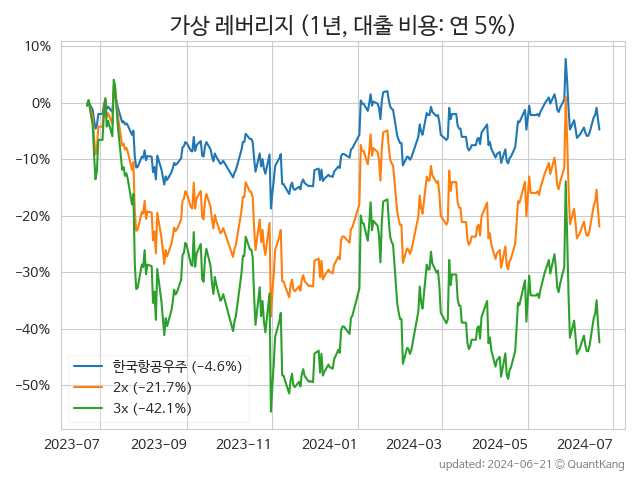 가상 레버리지 (1년, 대출 비용: 연 5%)
10%
0%
−10%
−20%
−30%
−40%
−50%
한국항공우주 (−4.6%)
2x (−21.7%)
3x (−42.1%)
2023-07 2023-09 2023-11 2024-01 2024-03 2024-05 2024-07
updated: 2024-06-21 © QuantKang